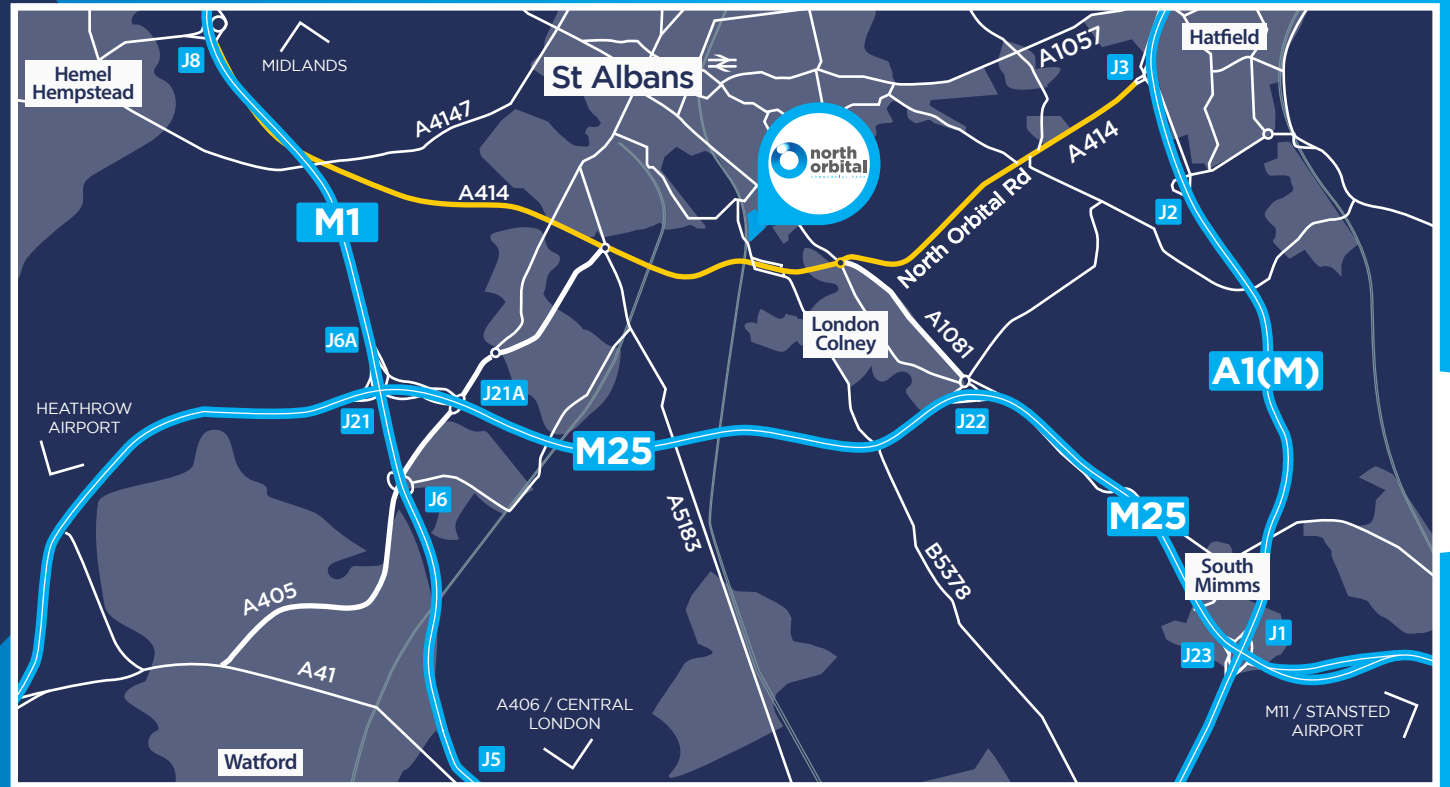 J8
MIDLANDS
Hemel
Hempstead
St Albans
A1057
Hatfield
J3
A4147
north
orbital
COMMERCIAL PARK
A414
A414
M1
North Orbital Rd
J2
London
Colney
A1081
J6A
A1(M)
J21A
HEATHROW
AIRPORT
J21
J22
M25
J6
A5183
M25
B5378
South
Mimms
A405
J1
J23
A41
A406 / CENTRAL
LONDON
M11 / STANSTED
AIRPORT
Watford
J5